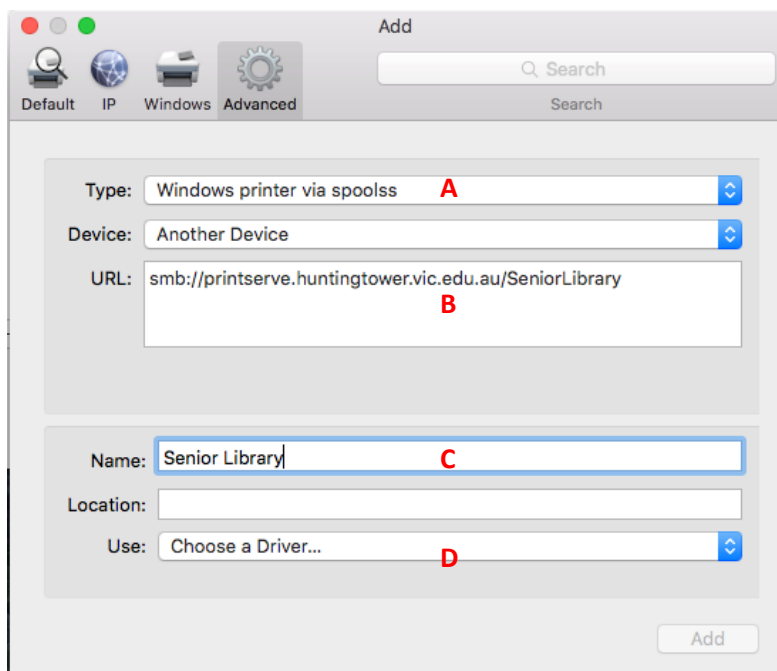 Add
Default IP Windows Advanced
Search
Search
Type: Windows printer via spoolss A
Device: Another Device
URL: smb://printserve.huntingtower.vic.edu.au/SeniorLibrary
B
Name: Senior Library C
Location:
Use: Choose a Driver... D
Add